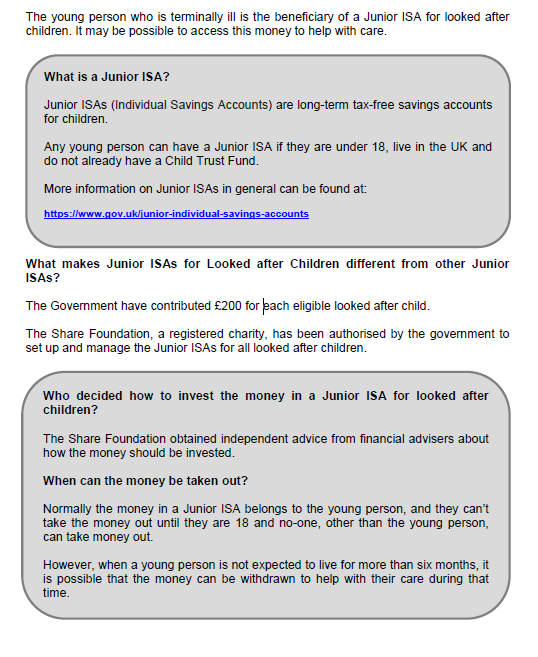 The young person who is terminally ill is the beneficiary of a Junior ISA for looked after
children. It may be possible to access this money to help with care.
What is a Junior ISA?
Junior ISAs (Individual Savings Accounts) are long-term tax-free savings accounts
for children.
Any young person can have a Junior ISA if they are under 18, live in the UK and
do not already have a Child Trust Fund.
More information on Junior ISAs in general can be found at:
https://www.gov.uk/junior-individual-savings-accounts
What makes Junior ISAs for Looked after Children different from other Junior
ISAs?
The Government have contributed £200 for each eligible looked after child.
The Share Foundation, a registered charity, has been authorised by the government to
set up and manage the Junior ISAs for all looked after children.
Who decided how to invest the money in a Junior ISA for looked after
children?
The Share Foundation obtained independent advice from financial advisers about
how the money should be invested.
When can the money be taken out?
Normally the money in a Junior ISA belongs to the young person, and they can't
take the money out until they are 18 and no-one, other than the young person,
can take money out.
However, when a young person is not expected to live for more than six months, it
is possible that the money can be withdrawn to help with their care during that
time.